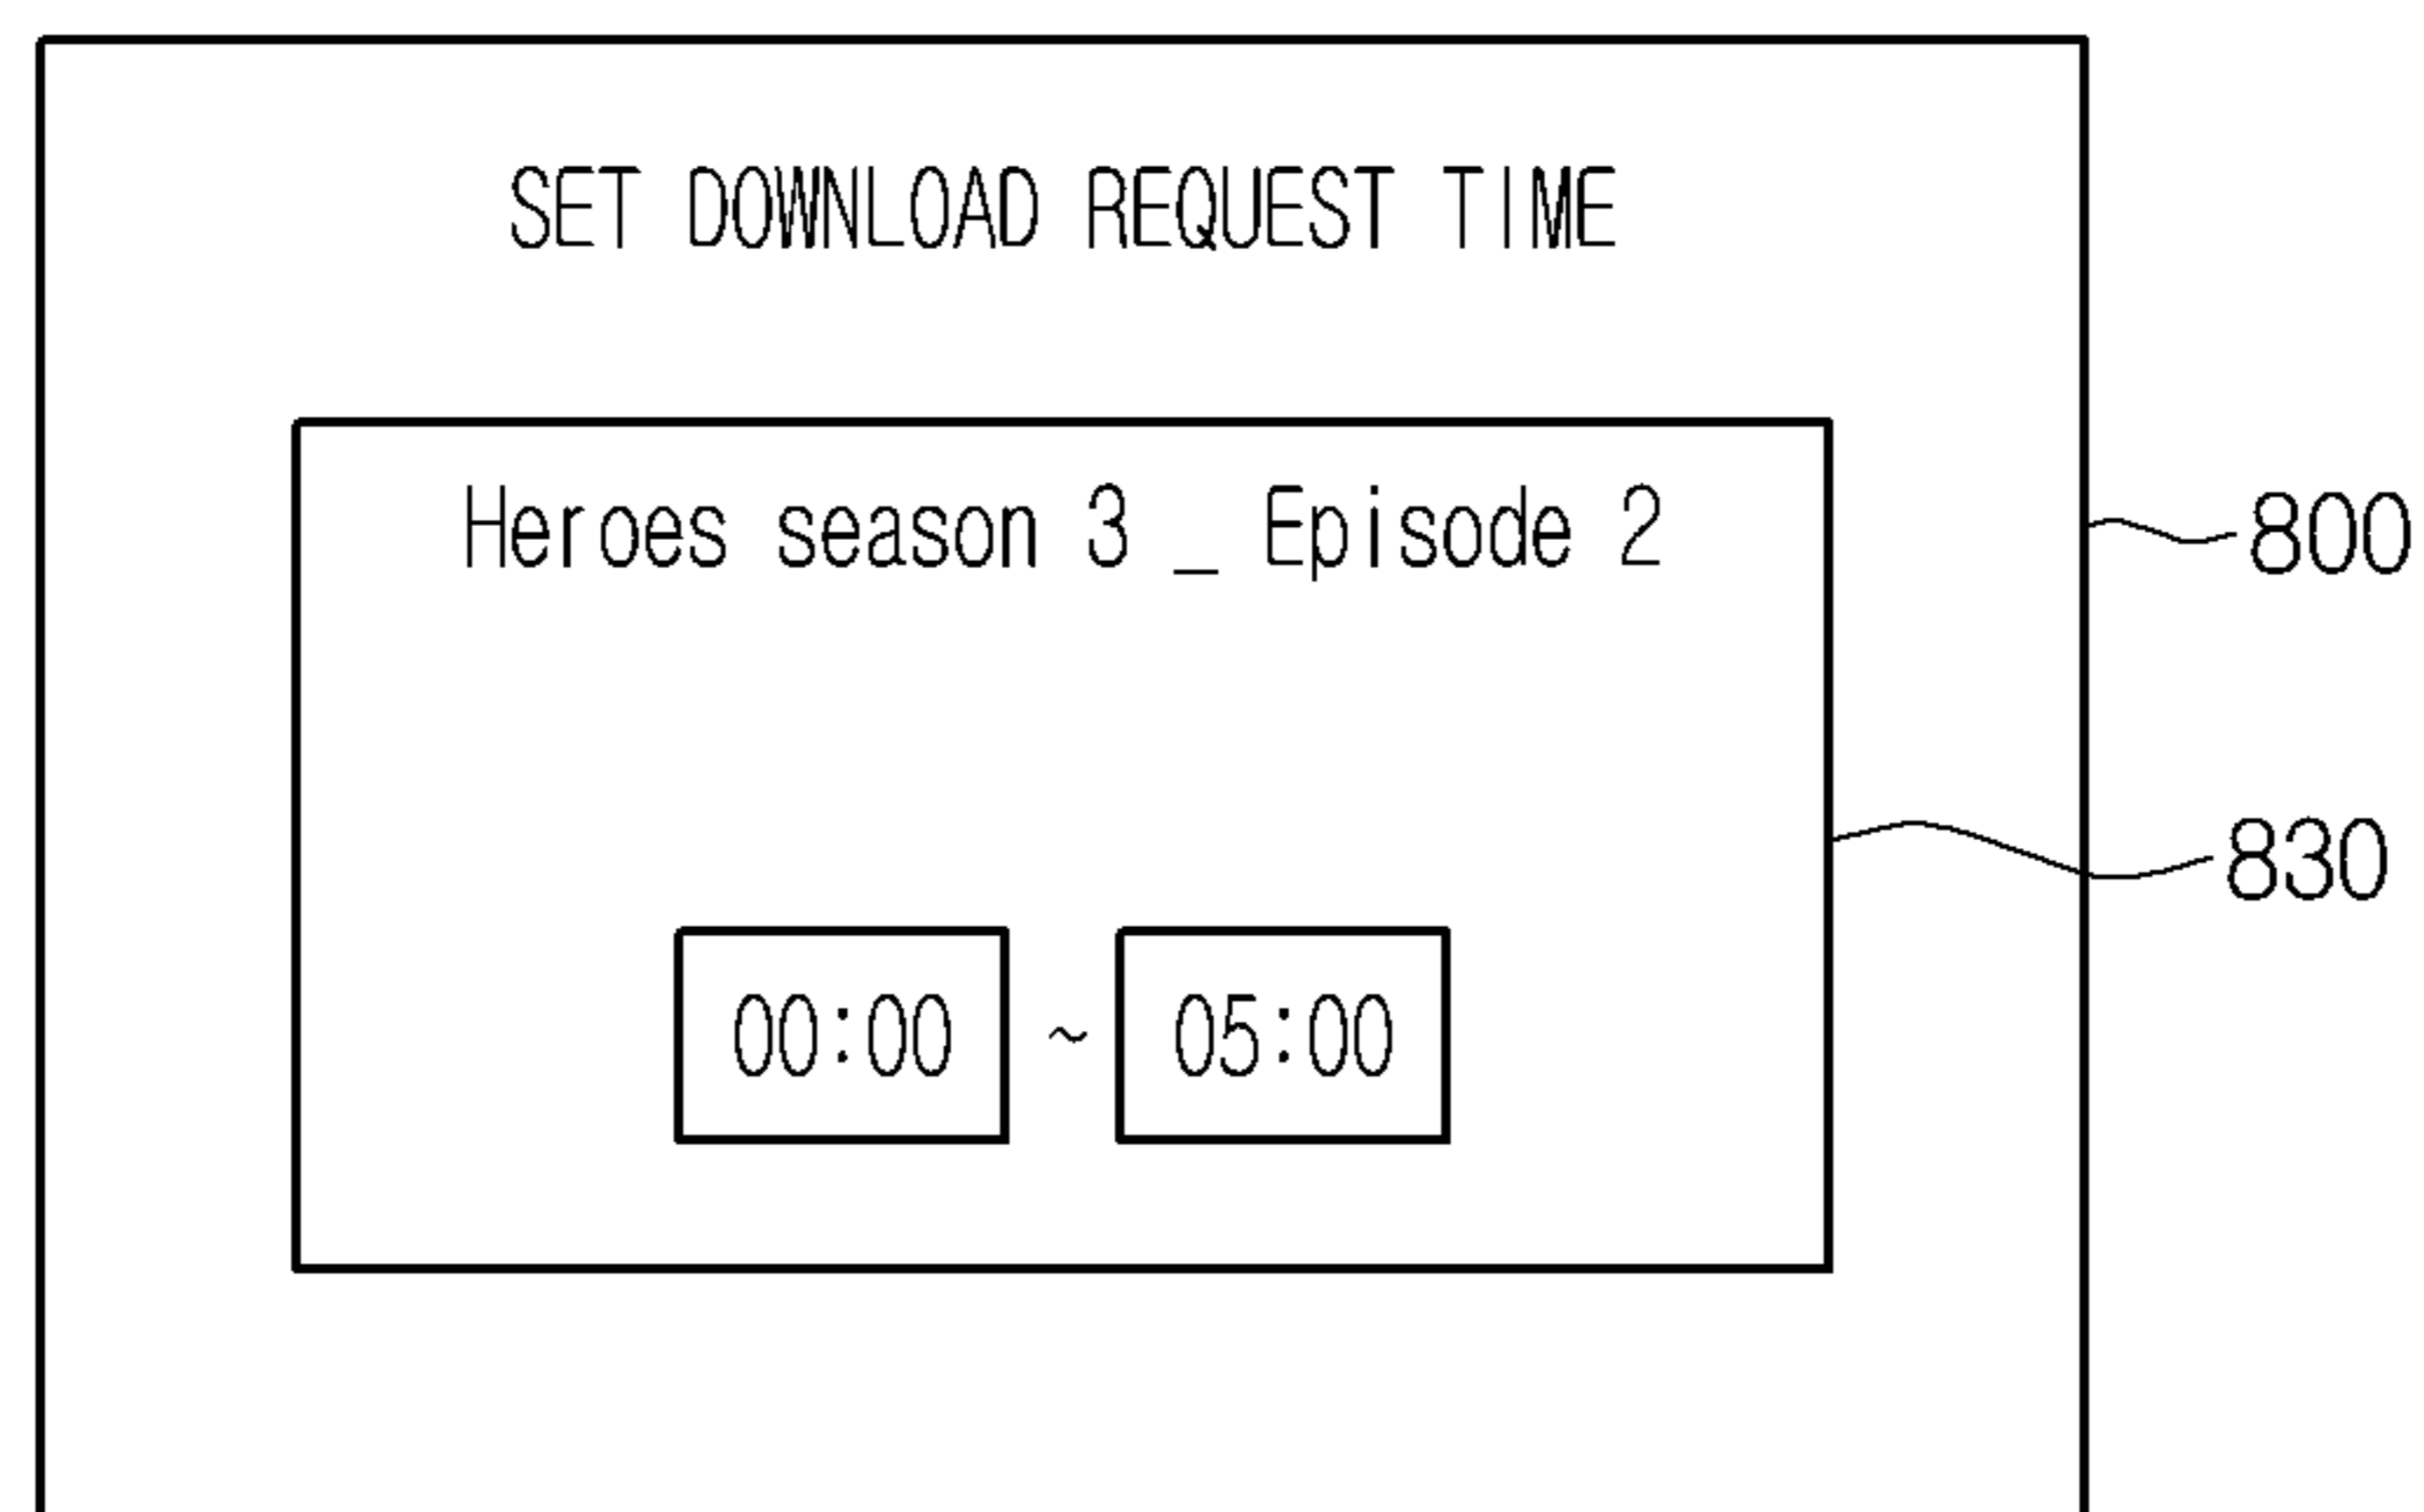 SET DOWNLOAD REQUEST TIME
Heroes season 3 _ Episode 2
800
830
00:00 ~ 05:00